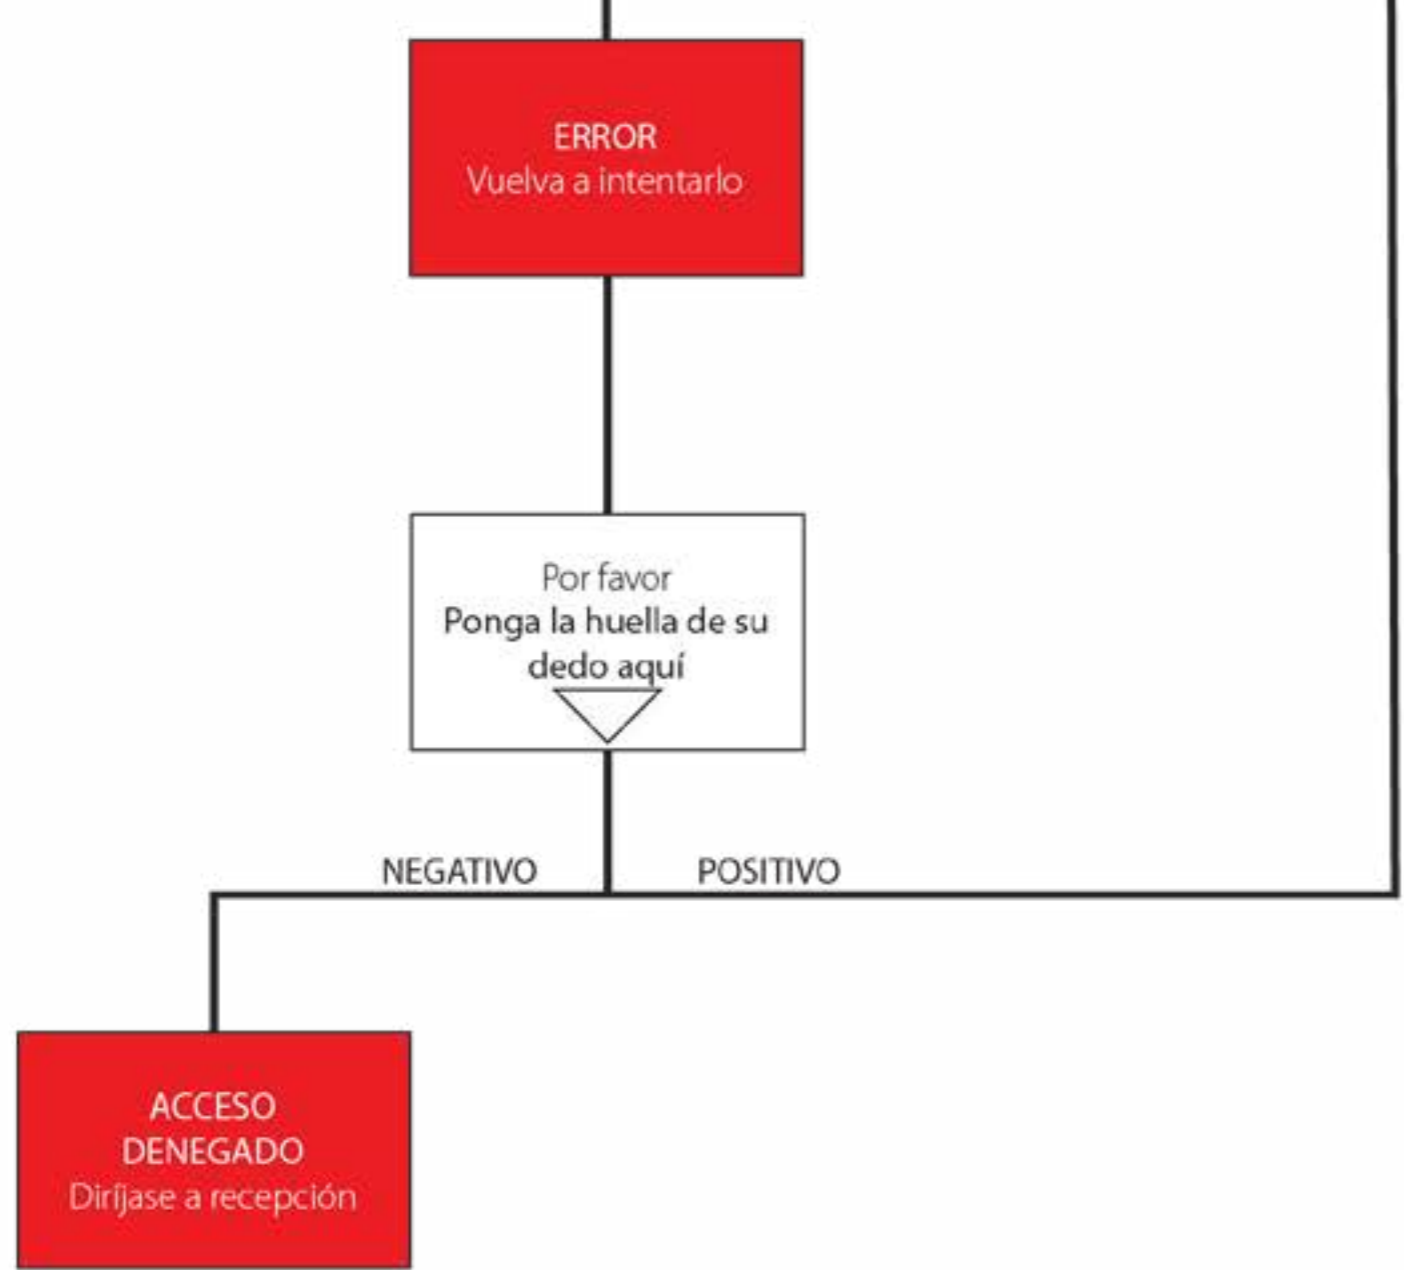 ERROR
Vuelva a intentarlo
Por favor
Ponga la huella de su
dedo aquí
NEGATIVO
POSITIVO
ACCESO
DENEGADO
Diríjase a recepción